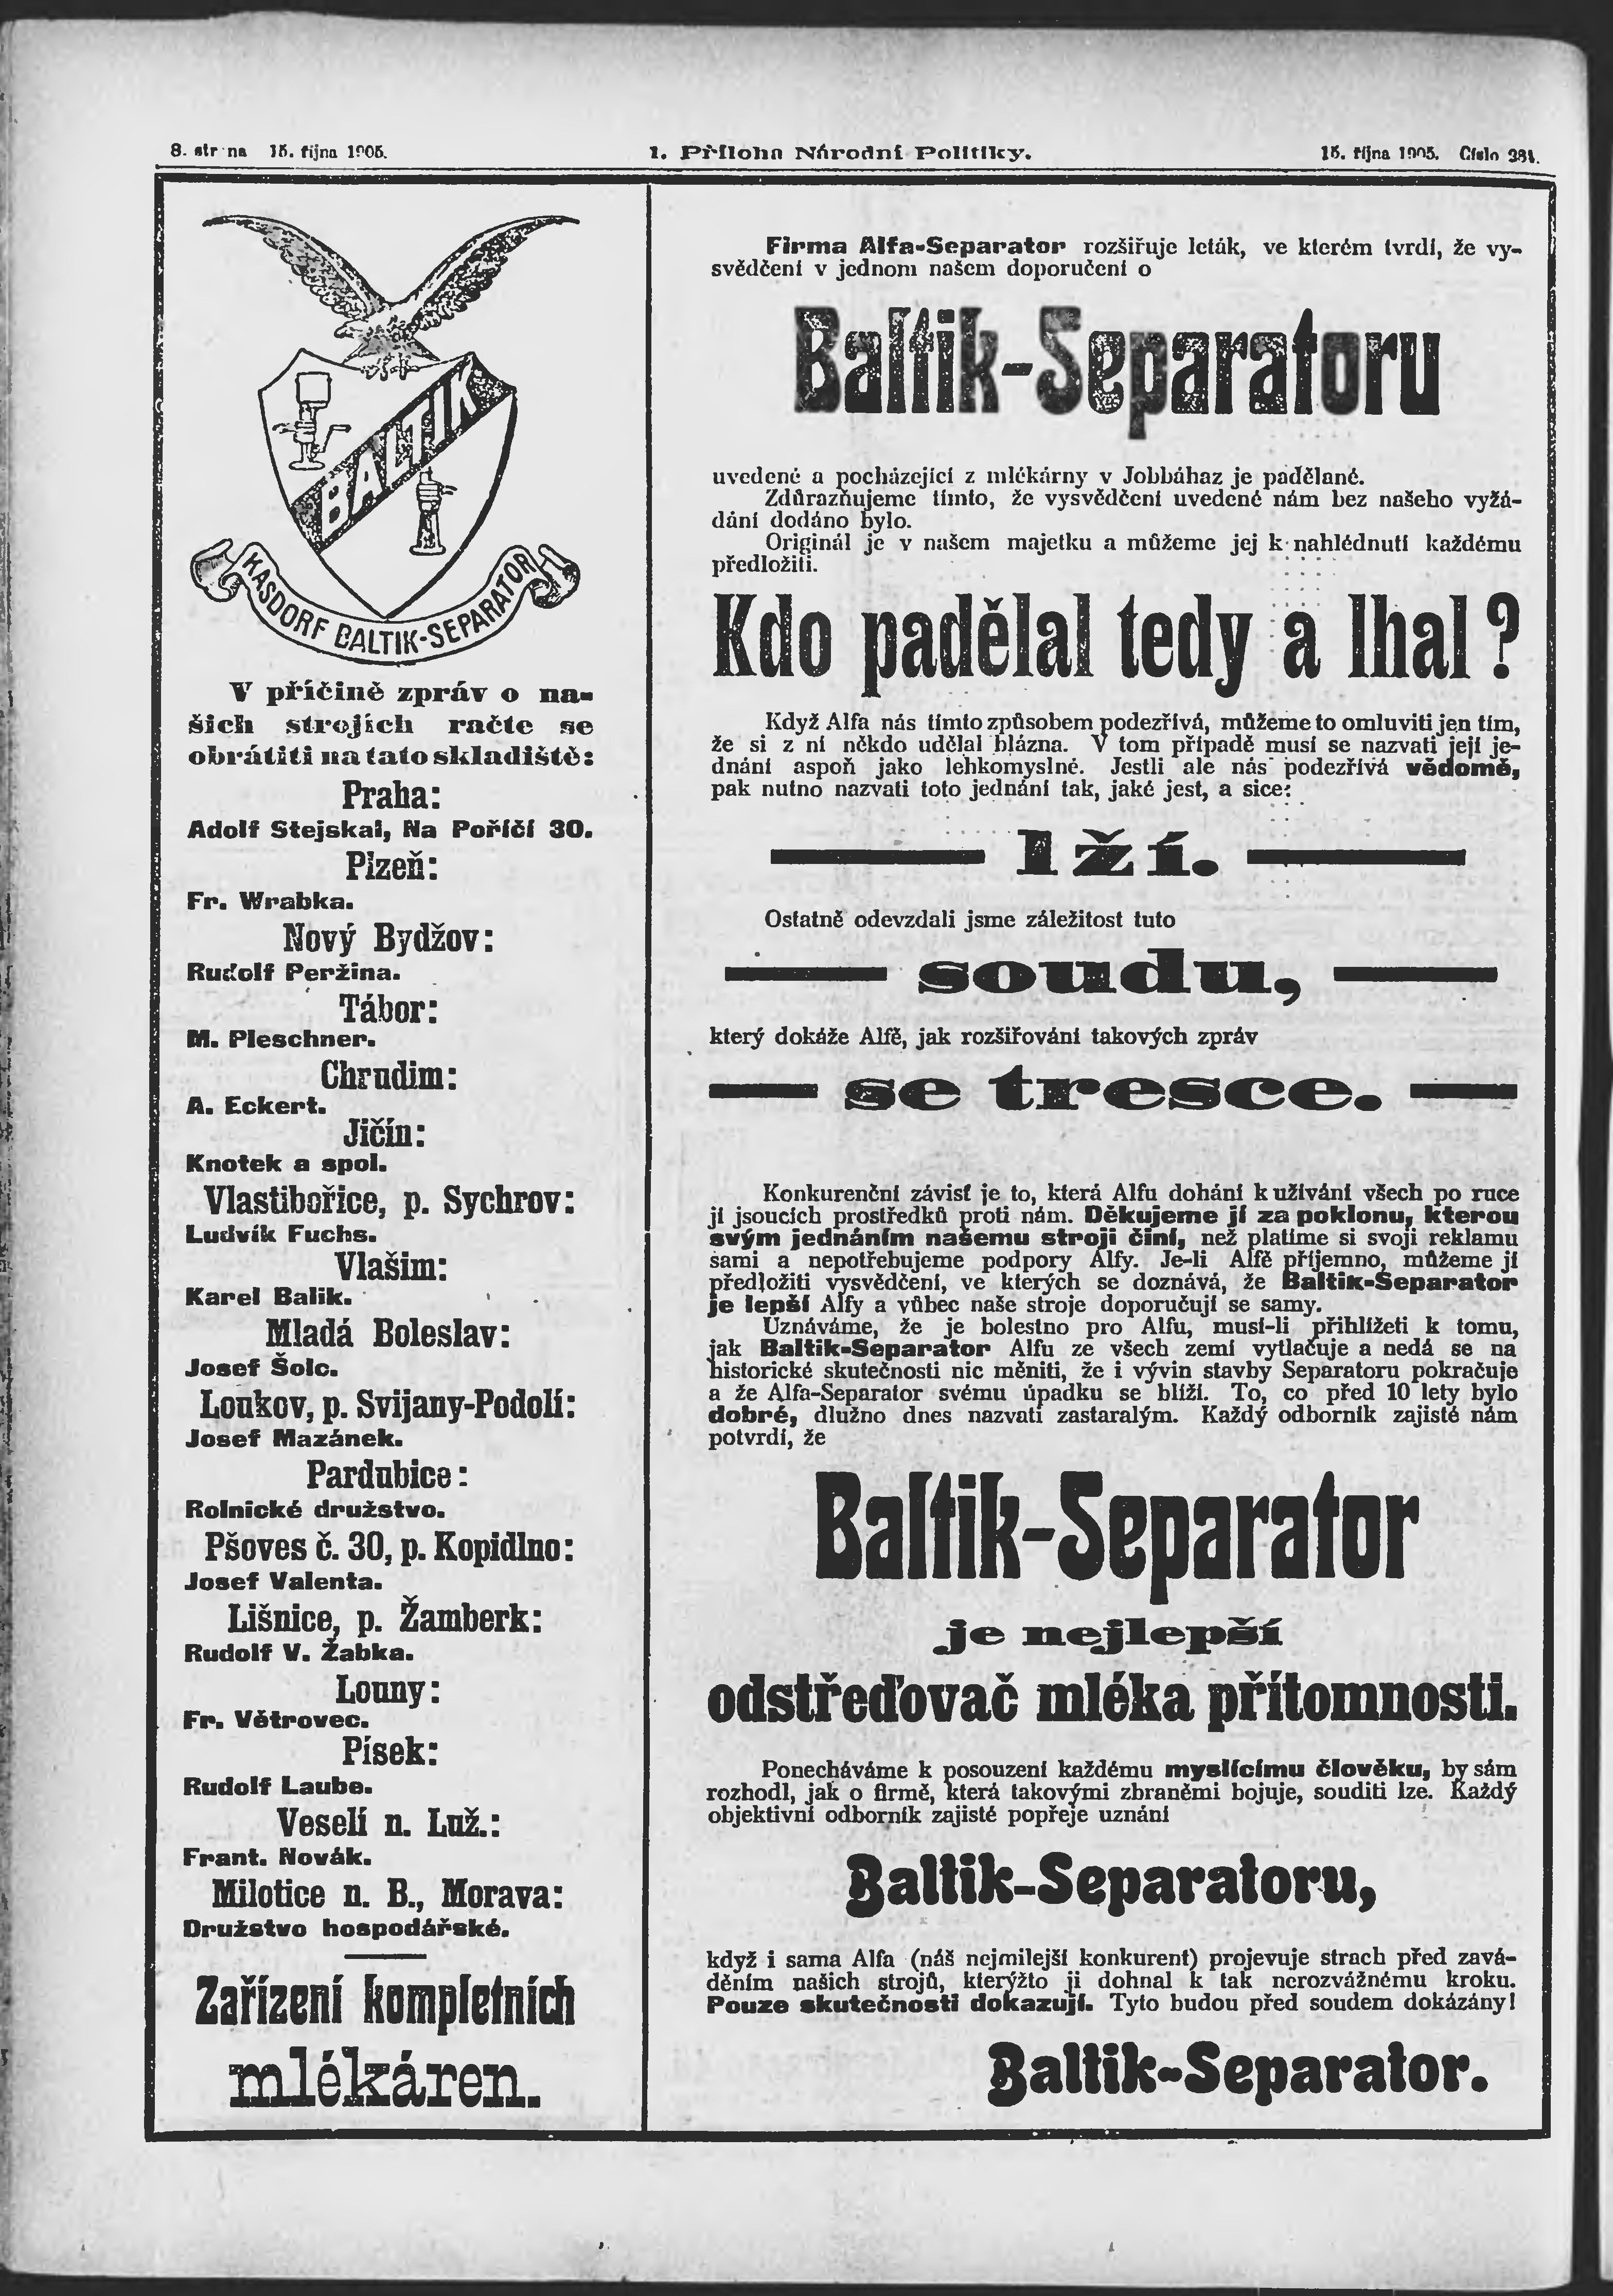 8. strana 15. října 1905.
1. Příloha Národní Politiky.
15. října 1905. Číslo 284.
BALTIK
KASDORF BALTIK-SEPARATOR
V příčině zpráv o na-
šich strojích račte se
obrátiti na tato skladiště:
Praha:
Adolf Stejskal, Na Poříčí 30.
Plzeň:
Fr. Wrabka.
Nový Bydžov:
Rudolf Peržina.
Tábor:
M. Pleschner.
Chrudim:
A. Eckert.
Jičín:
Knotek a spol.
Vlastibořice, p. Sychrov:
Ludvík Fuchs.
Vlašim:
Karel Balik.
Mladá Boleslav:
Josef Šolc.
Loukov, p. Svijany-Podolí:
Josef Mazánek.
Pardubice:
Rolnické družstvo.
Pšoves č. 30, p. Kopidlno:
Josef Valenta.
Lišnice, p. Žamberk:
Rudolf V. Žabka.
Louny:
Fr. Větrovec.
Písek:
Rudolf Laube.
Veselí n. Luž.:
Frant. Novák.
Milotice n. B., Morava:
Družstvo hospodářské.
Zařízení kompletních
mlékáren.
Firma Alfa-Separator rozšiřuje leták, ve kterém tvrdí, že vy-
svědčení v jednom našem doporučení o
Baltik-Separatoru
uvedené a pocházející z mlékárny v Jobbáhaz je padělané.
Zdůrazňujeme tímto, že vysvědčení uvedené nám bez našeho vyžá-
dání dodáno bylo.
Originál je v našem majetku a můžeme jej k nahlédnutí každému
předložiti.
Kdo padělal tedy a lhal?
Když Alfa nás tímto způsobem podezřívá, můžeme to omluviti jen tím,
že si z ní někdo udělal blázna. V tom případě musí se nazvati její je-
dnání aspoň jako lehkomyslné. Jestli ale nás podezřívá vědomě,
pak nutno nazvati toto jednání tak, jaké jest, a sice:
— lží. —
Ostatně odevzdali jsme záležitost tuto
— soudu, —
který dokáže Alfě, jak rozšiřování takových zpráv
— se tresce. —
Konkurenční závisť je to, která Alfu dohání k užívání všech po ruce
jí jsoucích prostředků proti nám. Děkujeme jí za poklonu, kterou
svým jednáním našemu stroji činí, než platíme si svoji reklamu
sami a nepotřebujeme podpory Alfy. Je-li Alfě příjemno, můžeme jí
předložiti vysvědčení, ve kterých se doznává, že Baltik-Separator
je lepší Alfy a vůbec naše stroje doporučují se samy.
Uznáváme, že je bolestno pro Alfu, musí-li přihlížeti k tomu,
jak Baltik-Separator Alfu ze všech zemí vytlačuje a nedá se na
historické skutečnosti nic měniti, že i vývin stavby Separatoru pokračuje
a že Alfa-Separator svému úpadku se blíží. To, co před 10 lety bylo
dobré, dlužno dnes nazvati zastaralým. Každý odborník zajisté nám
potvrdí, že
Baltik-Separator
je nejlepší
odstřeďovač mléka přítomnosti.
Ponecháváme k posouzení každému myslícímu člověku, by sám
rozhodl, jak o firmě, která takovými zbraněmi bojuje, souditi lze. Každý
objektivní odborník zajisté popřeje uznání
Baltik-Separatoru,
když i sama Alfa (náš nejmilejší konkurent) projevuje strach před zavá-
děním našich strojů, kterýžto ji dohnal k tak nerozvážnému kroku.
Pouze skutečnosti dokazují. Tyto budou před soudem dokázány!
Baltik-Separator.